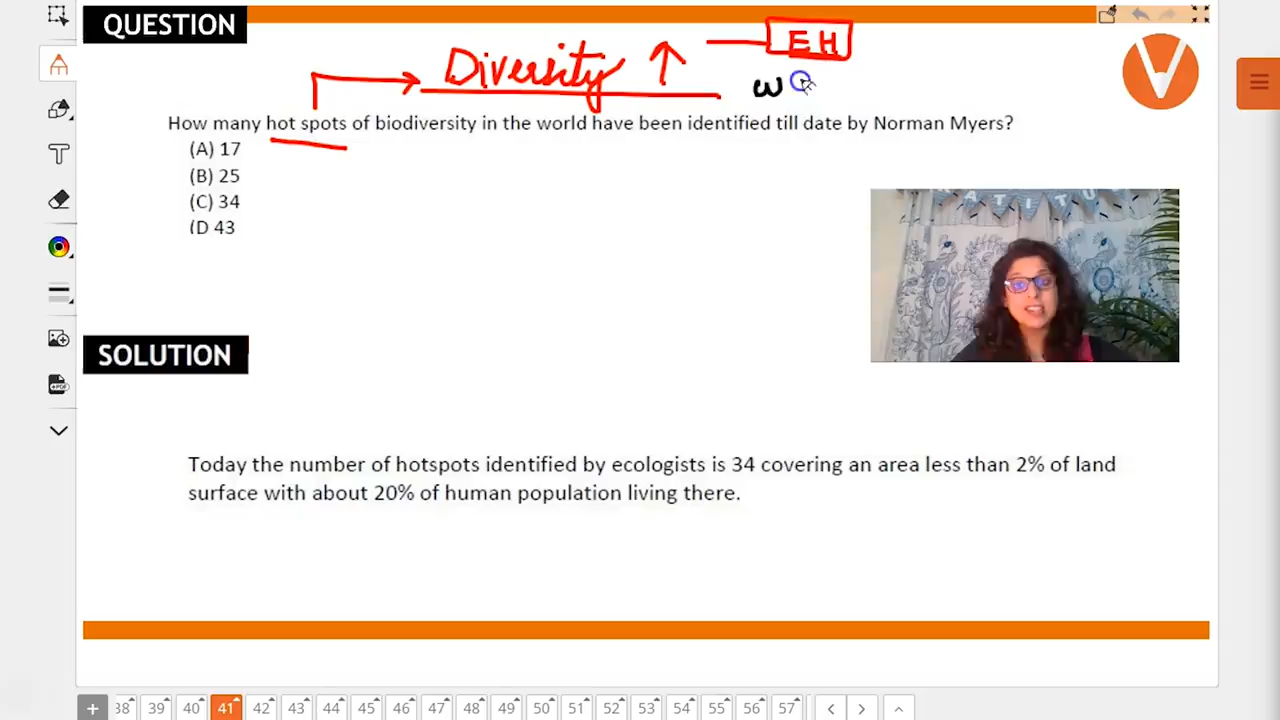 QUESTION
Diversity ↑ — EH
W
How many hot spots of biodiversity in the world have been identified till date by Norman Myers?
(A) 17
(B) 25
(C) 34
(D 43
SOLUTION
Today the number of hotspots identified by ecologists is 34 covering an area less than 2% of land
surface with about 20% of human population living there.
38 39 40 41 42 43 44 45 46 47 48 49 50 51 52 53 54 55 56 57